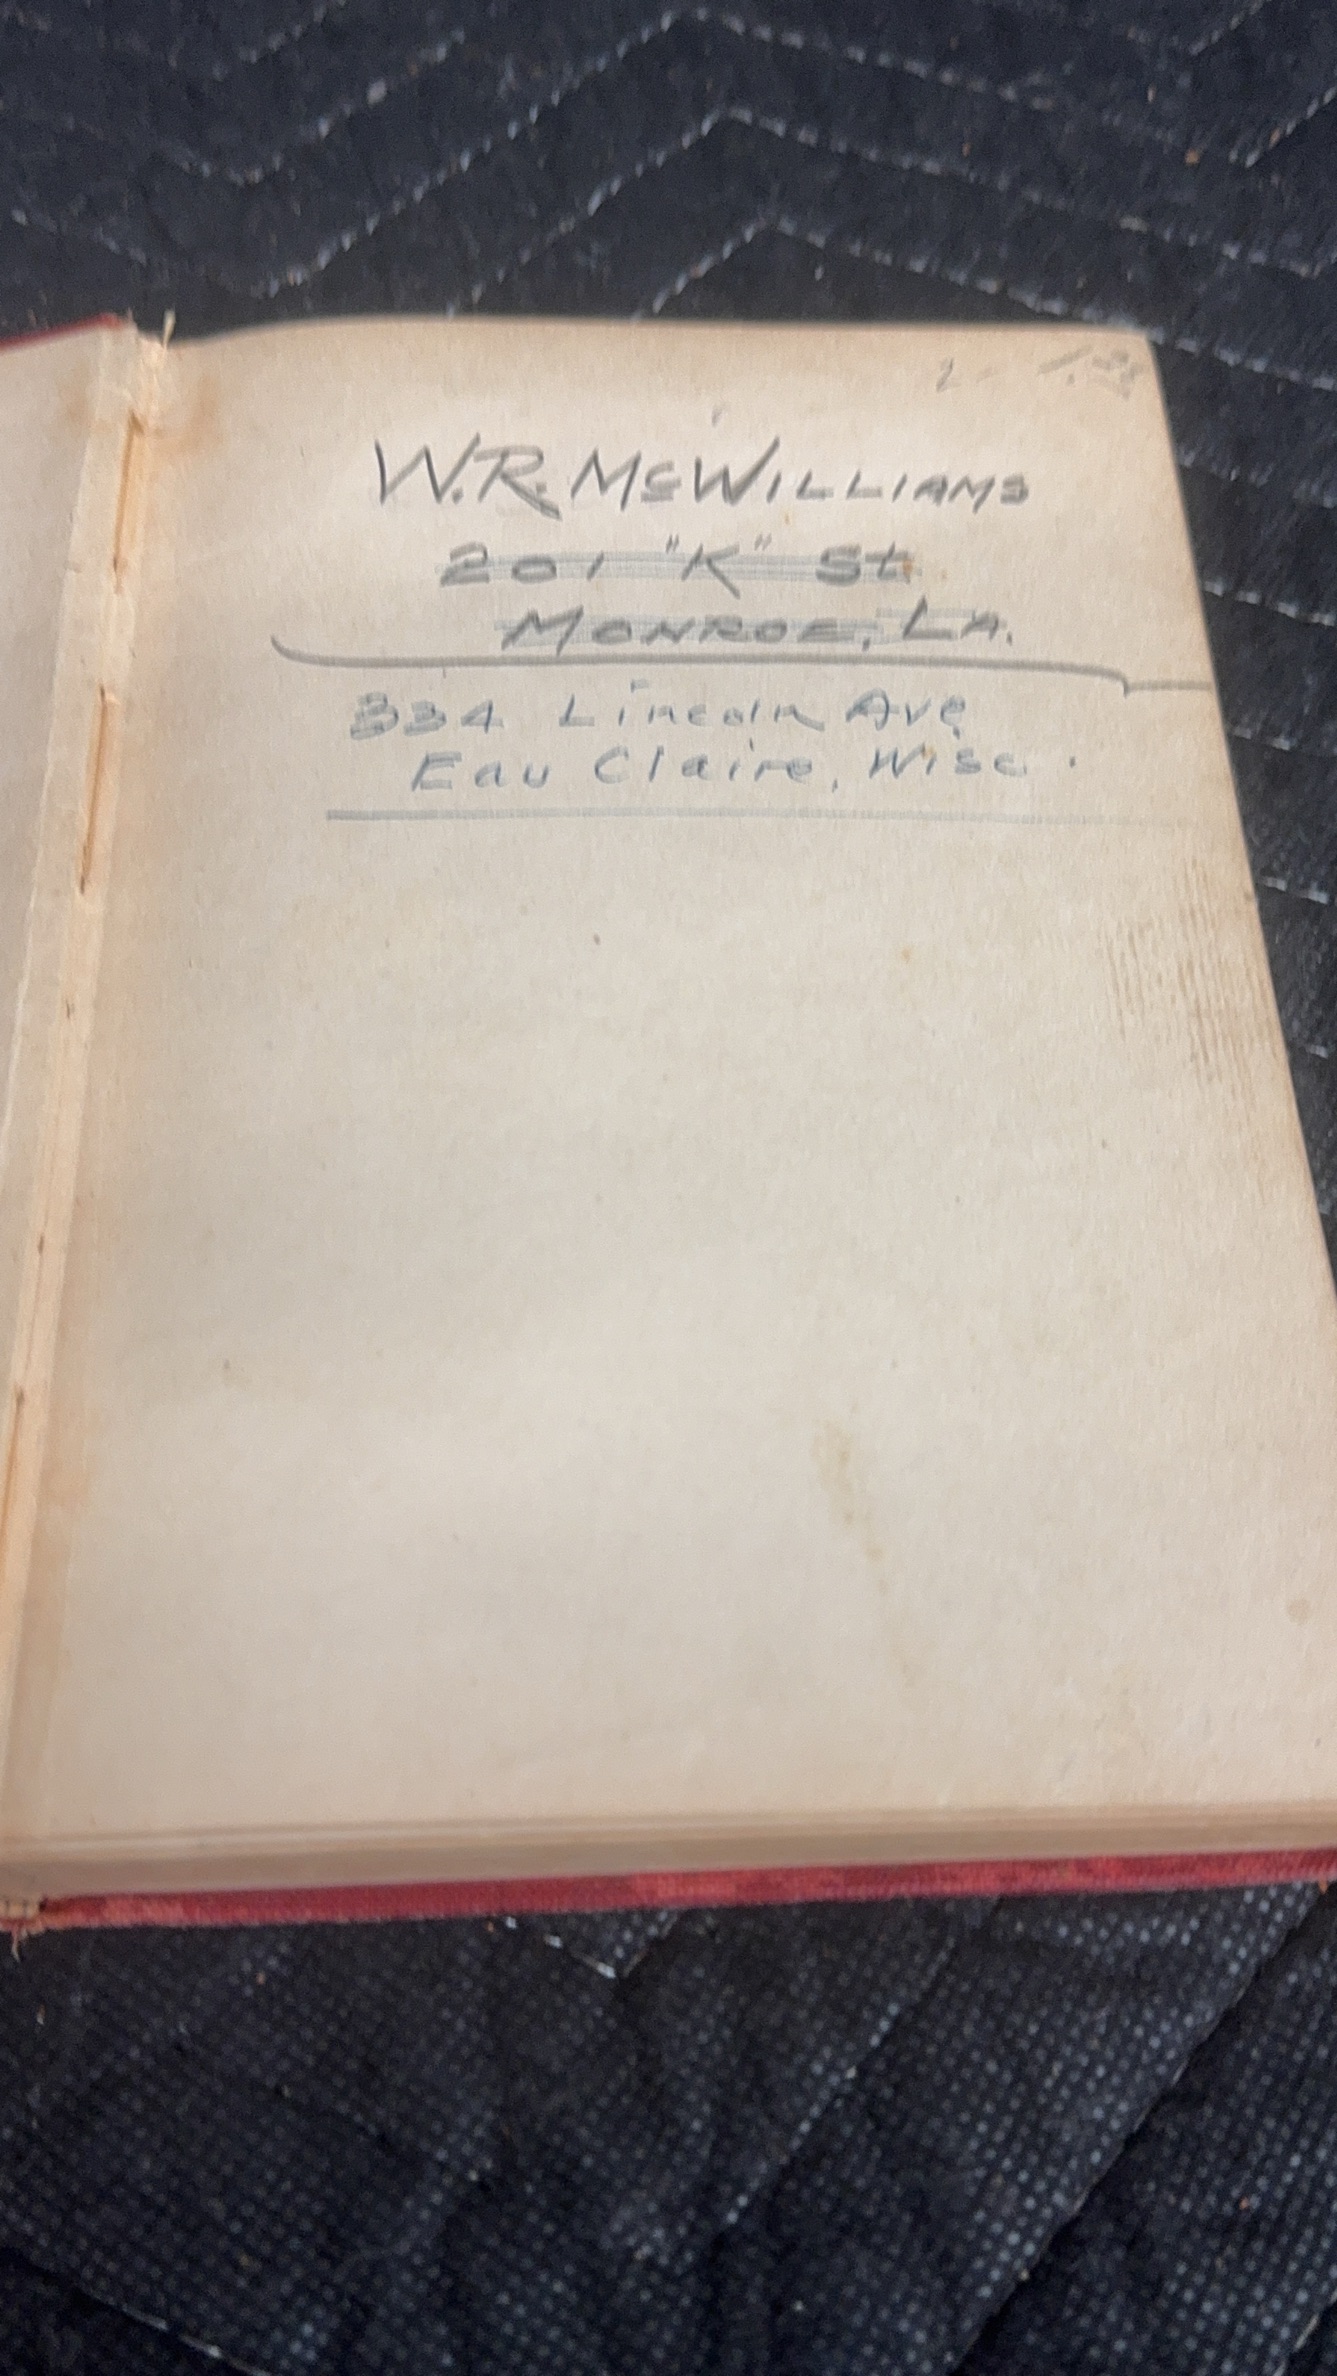 W.R. McWILLIAMS
201 "K" St.
MONROE, LA.
334 Lincoln Ave
Eau Claire, Wisc.